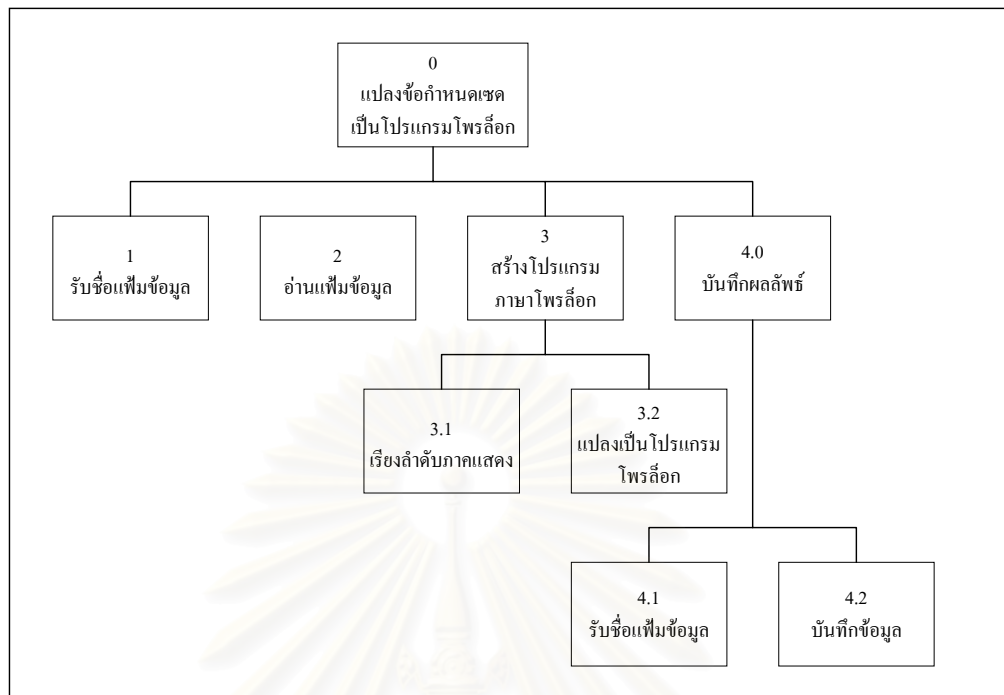 0
แปลงข้อกำหนดเซด
เป็นโปรแกรมโพรล็อก
1
รับชื่อแฟ้มข้อมูล
2
อ่านแฟ้มข้อมูล
3
สร้างโปรแกรม
ภาษาโพรล็อก
4.0
บันทึกผลลัพธ์
3.1
เรียงลำดับภาคแสดง
3.2
แปลงเป็นโปรแกรม
โพรล็อก
4.1
รับชื่อแฟ้มข้อมูล
4.2
บันทึกข้อมูล